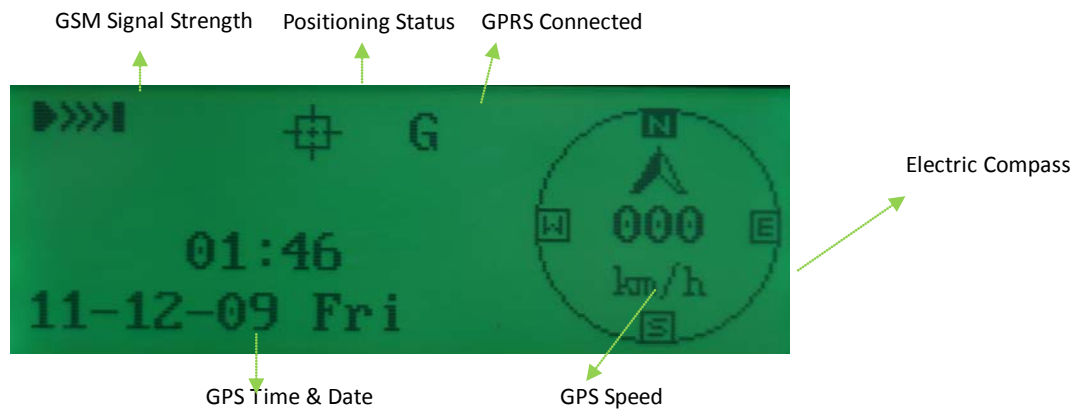 GSM Signal Strength Positioning Status GPRS Connected
G
N
Electric Compass
W 000 E
01:46
km/h
11-12-09 Fri
S
GPS Time & Date GPS Speed